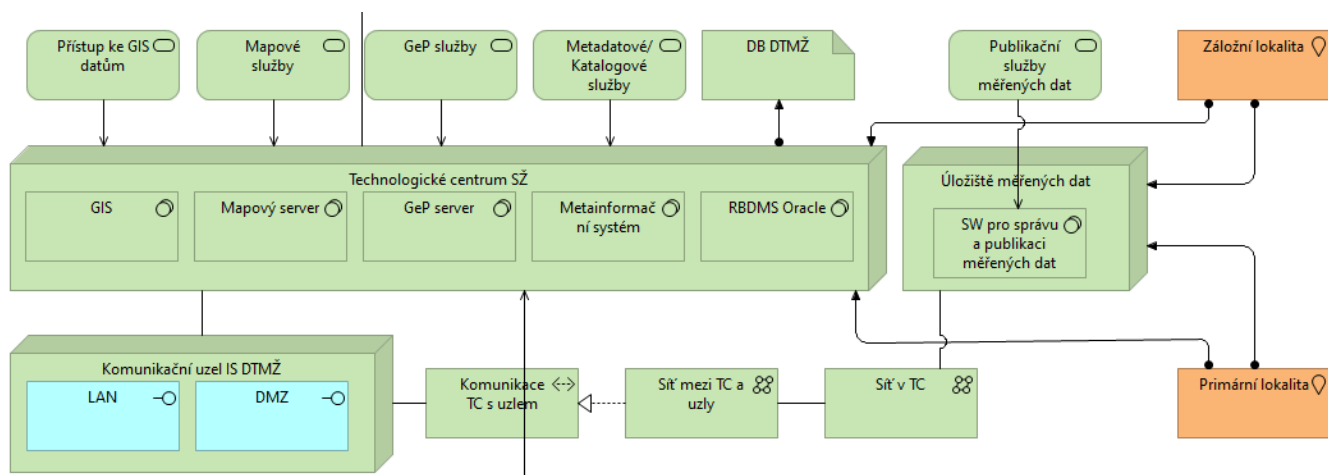 Přístup ke GIS
datům
Mapové
služby
GeP služby
Metadatové/
Katalogové
služby
DB DTMŽ
Publikační
služby
měřených dat
Záložní lokalita
Technologické centrum SŽ
GIS
Mapový server
GeP server
Metainformač
ní systém
RBDMS Oracle
Úložiště měřených dat
SW pro správu
a publikaci
měřených dat
Komunikační uzel IS DTMŽ
LAN
DMZ
Komunikace
TC s uzlem
Síť mezi TC a
uzly
Síť v TC
Primární lokalita